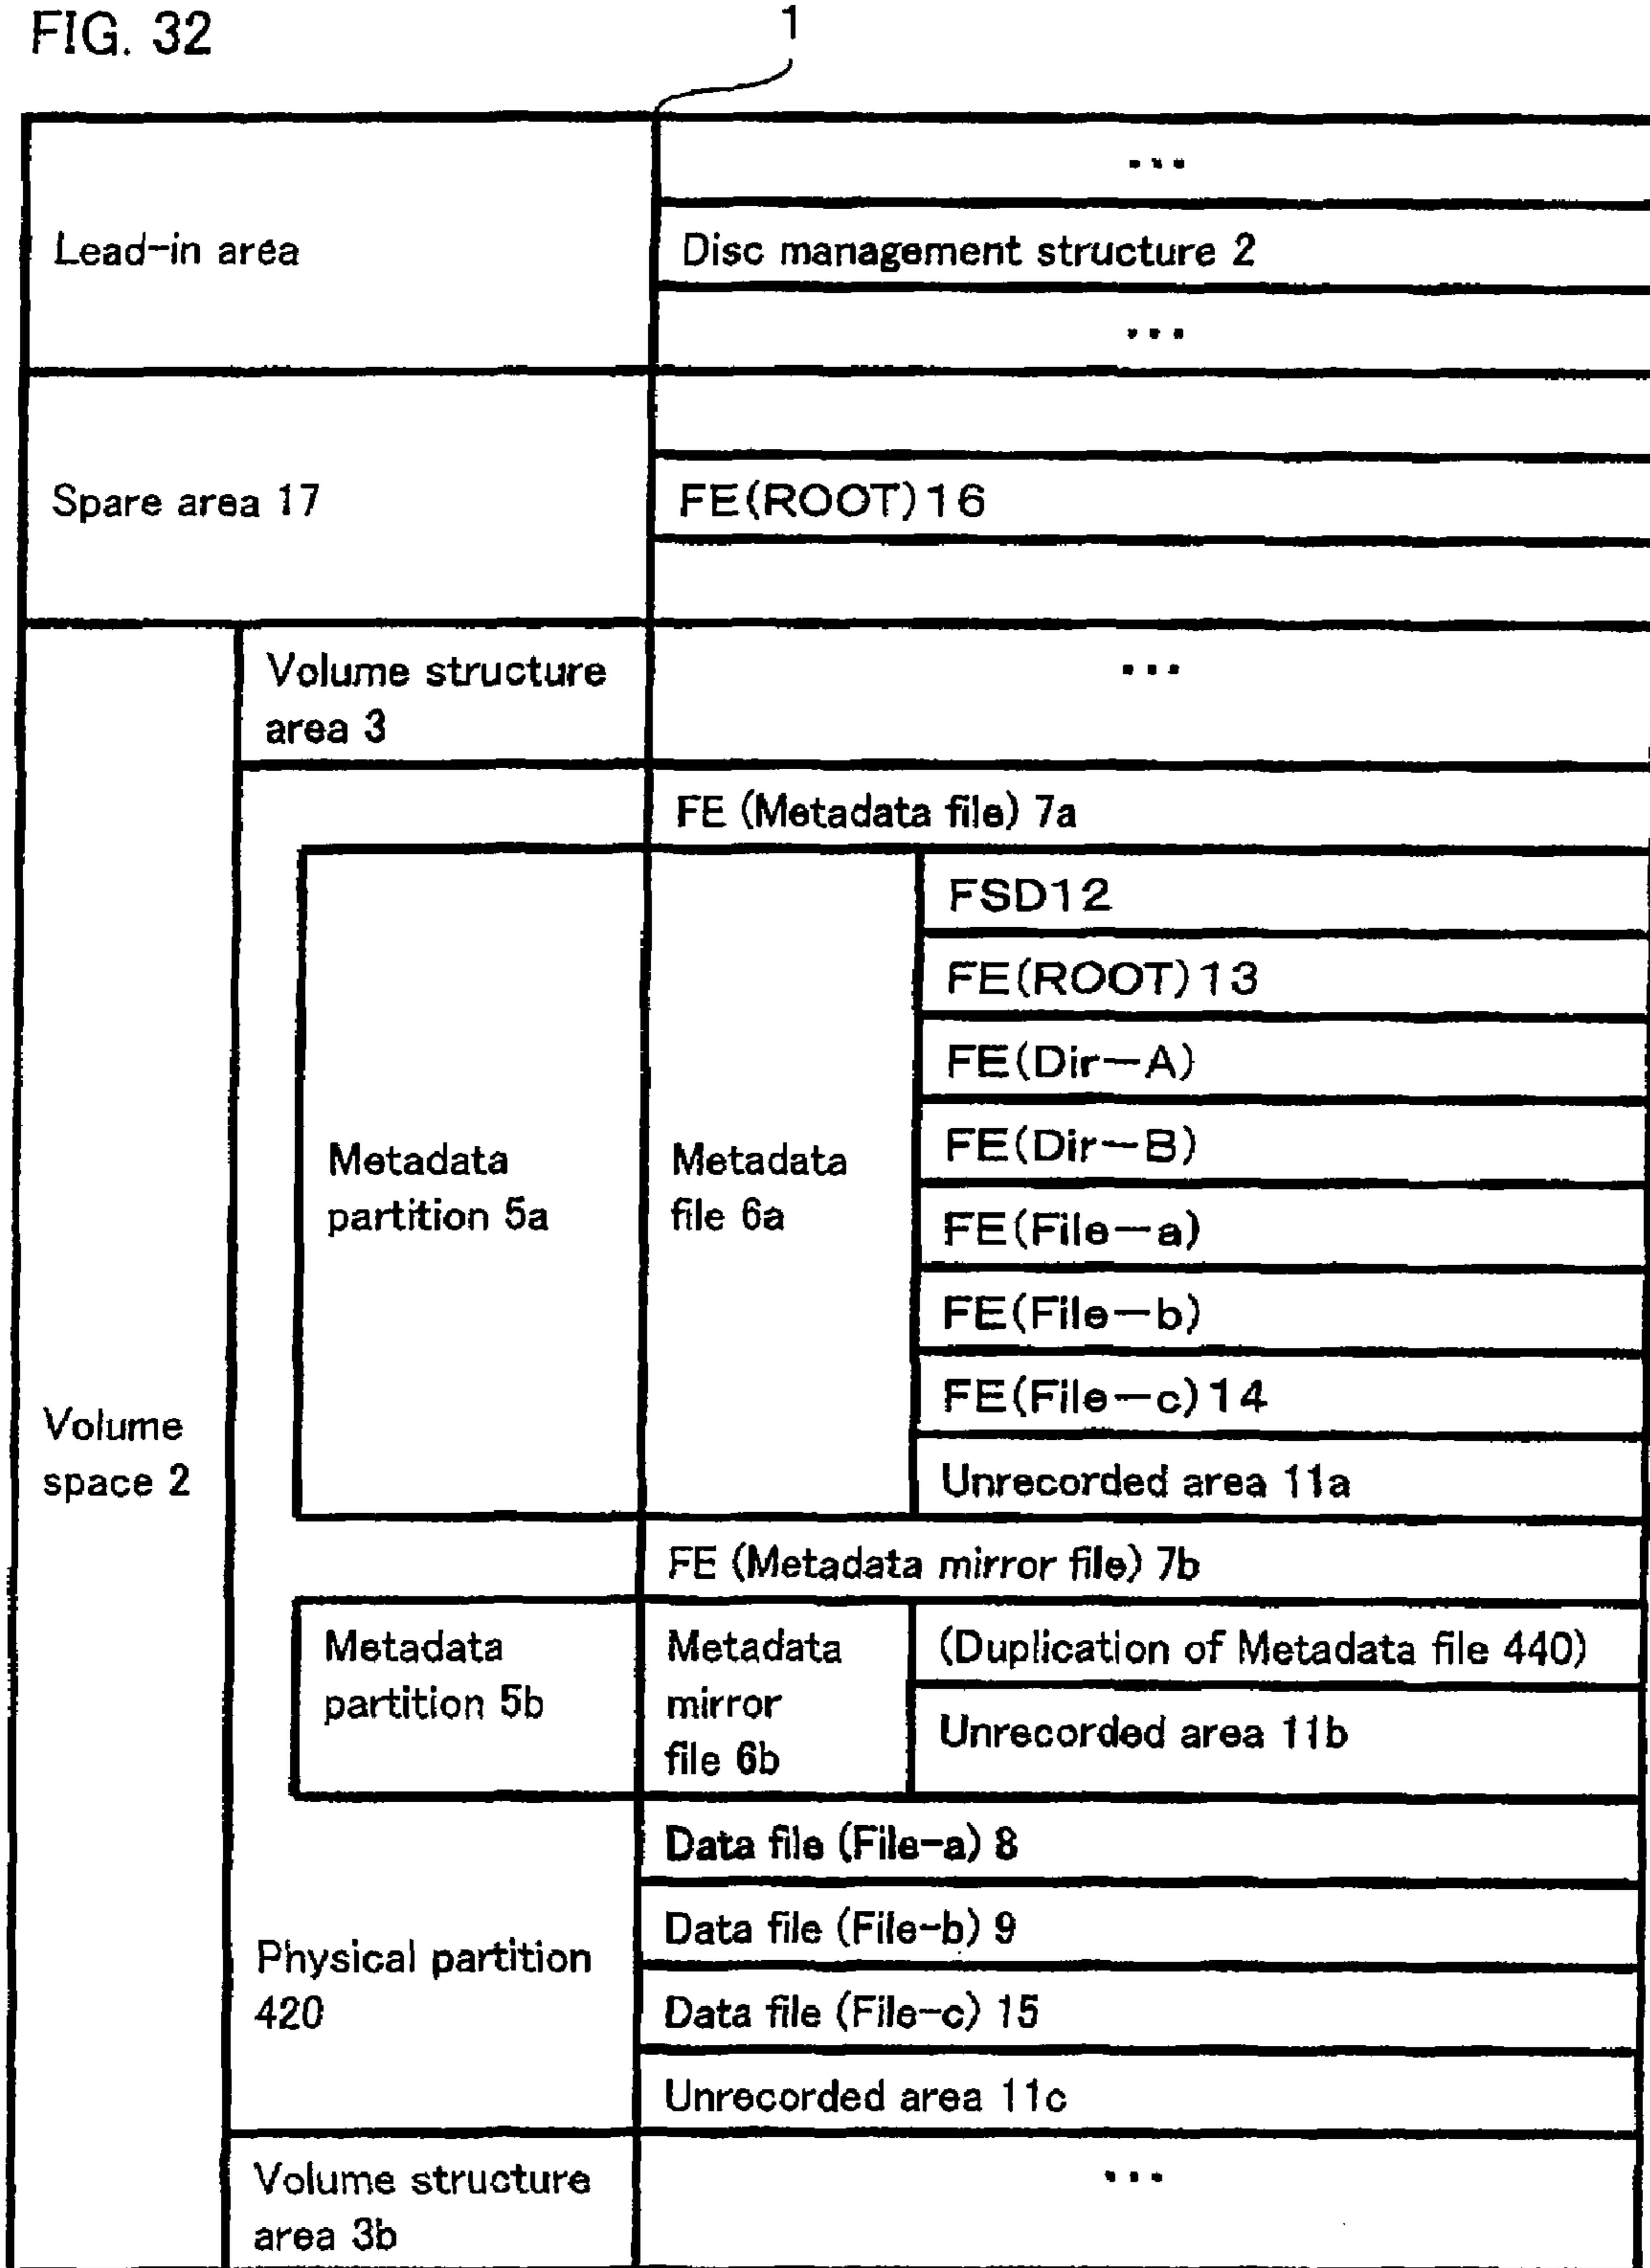 FIG. 32
1
...
Lead-in area
Disc management structure 2
...
Spare area 17
FE(ROOT)16
Volume structure
area 3
...
FE (Metadata file) 7a
FSD12
FE(ROOT)13
FE(Dir—A)
FE(Dir—B)
Metadata
partition 5a
Metadata
file 6a
FE(File—a)
FE(File—b)
FE(File—c)14
Volume
space 2
Unrecorded area 11a
FE (Metadata mirror file) 7b
Metadata
partition 5b
Metadata
mirror
file 6b
(Duplication of Metadata file 440)
Unrecorded area 11b
Data file (File-a) 8
Data file (File-b) 9
Physical partition
420
Data file (File-c) 15
Unrecorded area 11c
Volume structure
area 3b
...